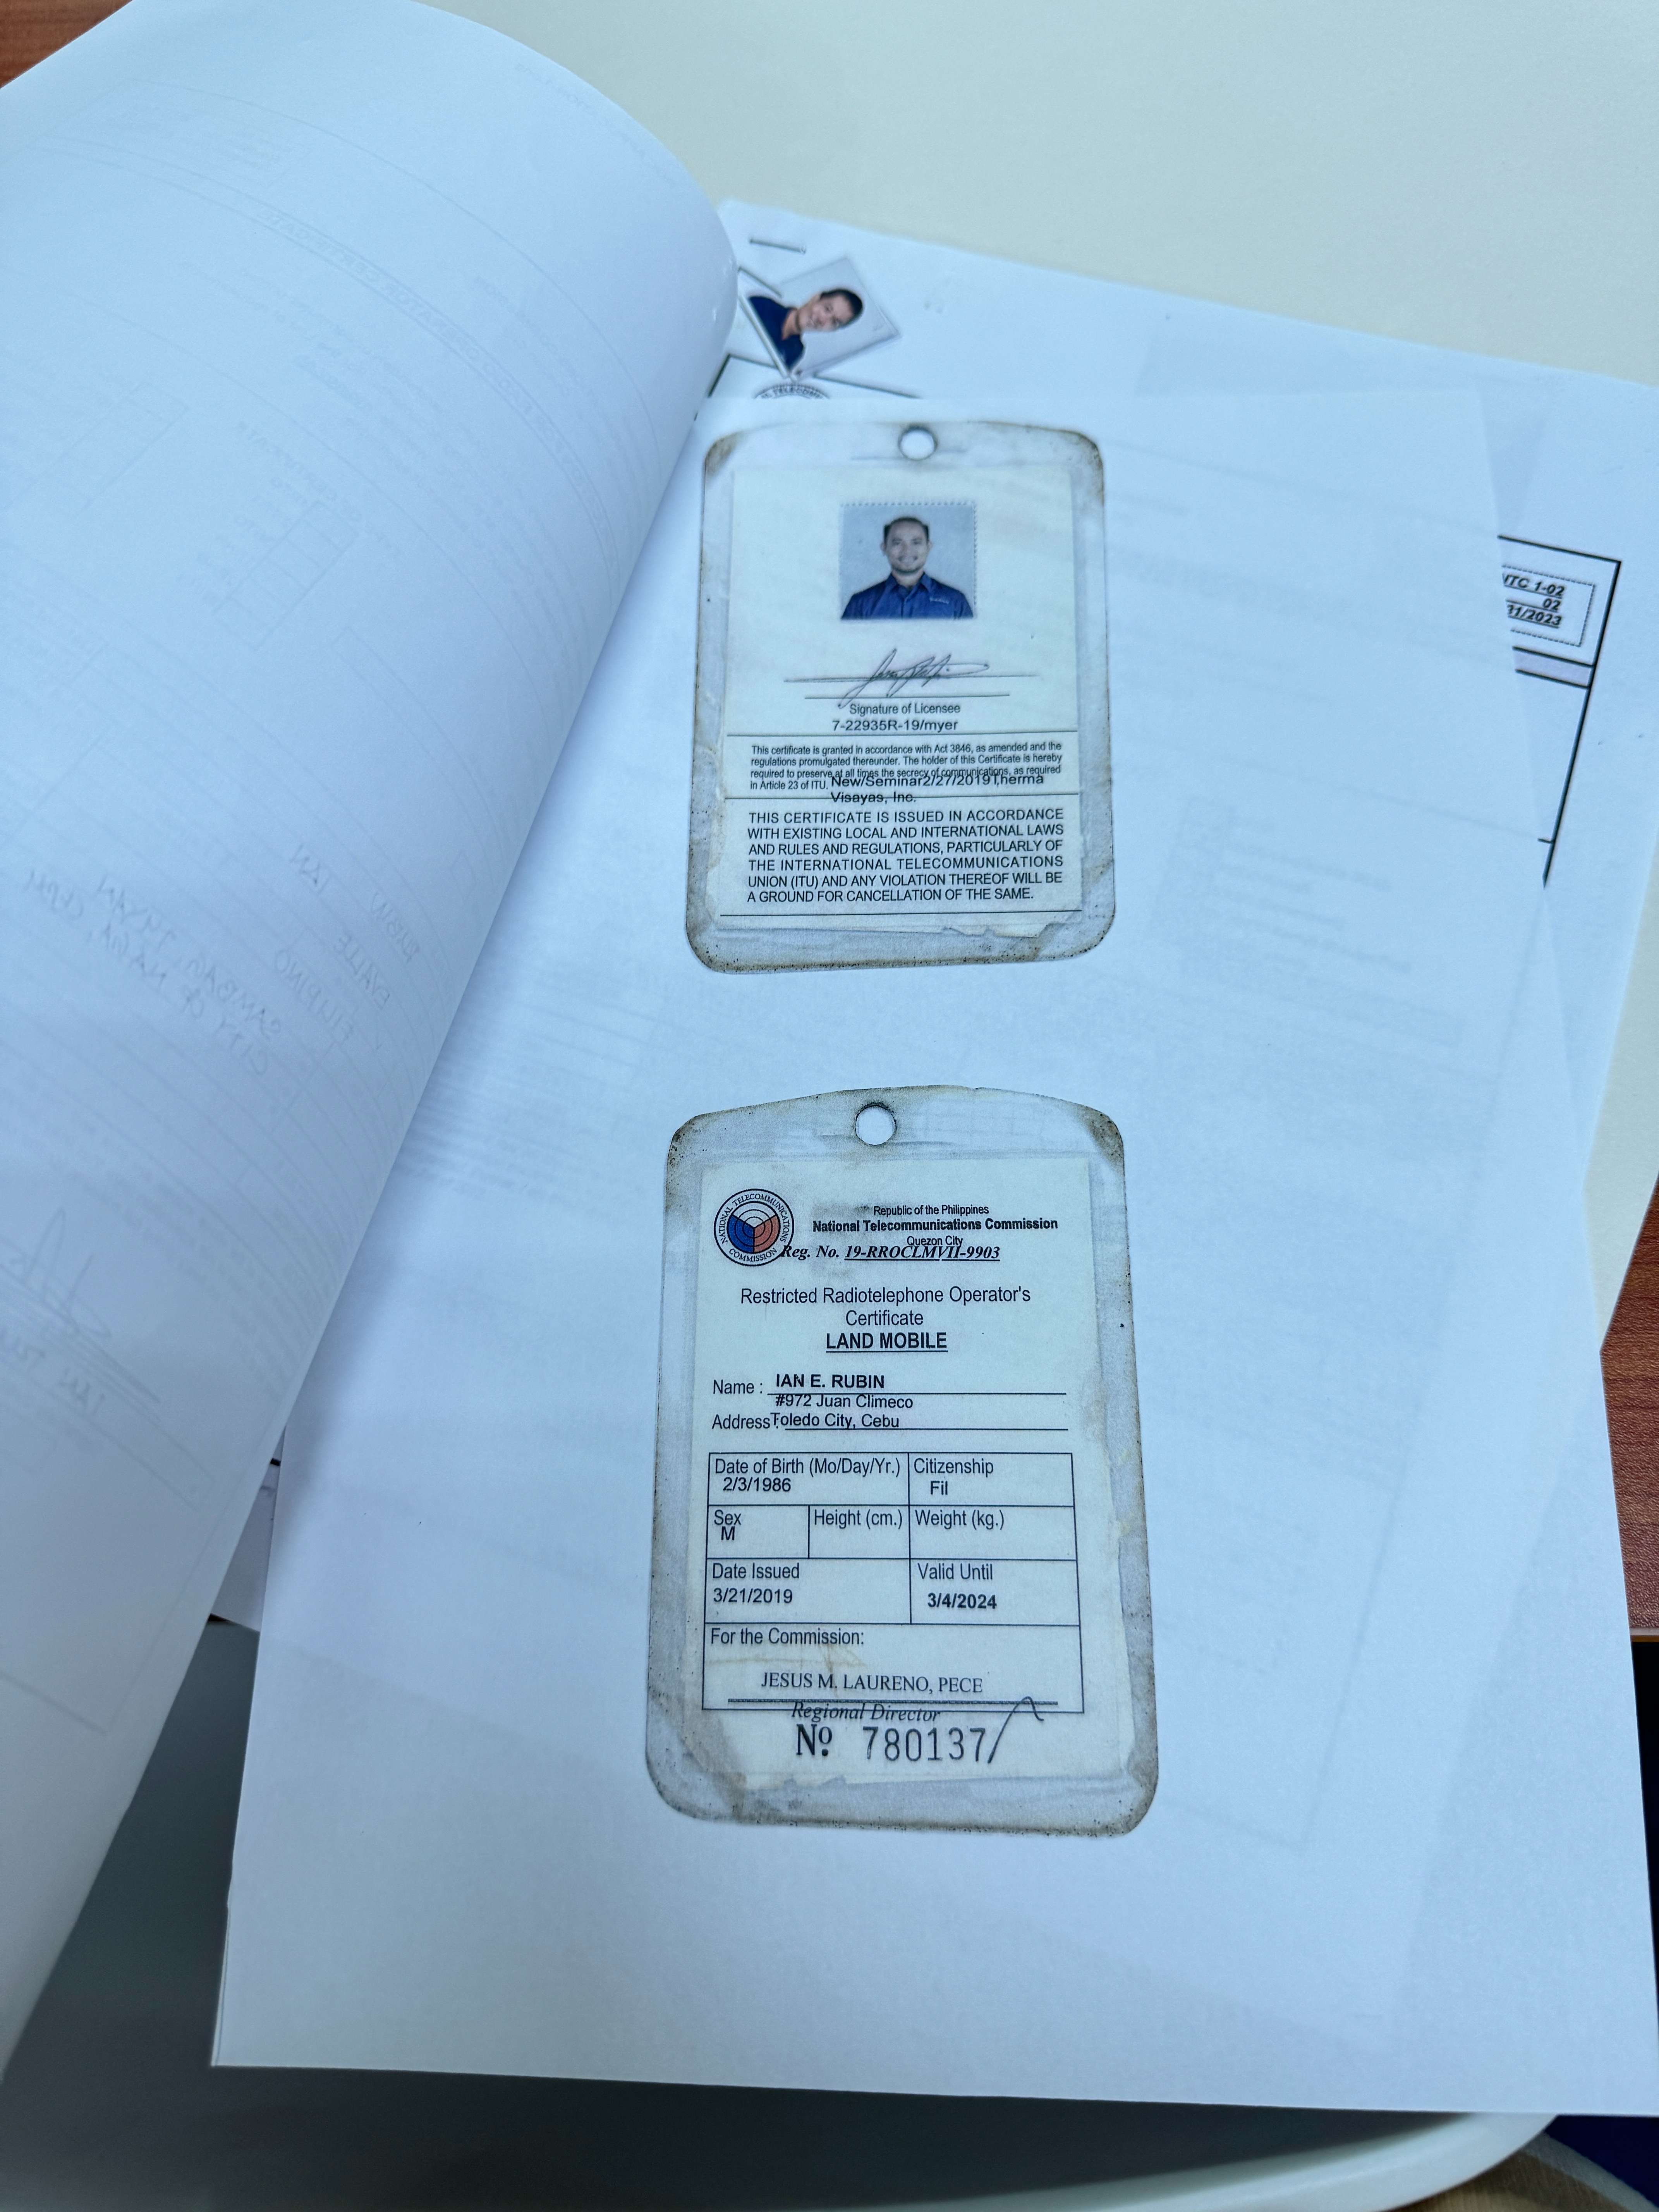 L TELECOMM
NTC 1-02
02
31/2023
Signature of Licensee
7-22935R-19/myer
This certificate is granted in accordance with Act 3846, as amended and the
regulations promulgated thereunder. The holder of this Certificate is hereby
required to preserve at all times the secrecy of communications, as required
in Article 23 of ITU.
New/Seminar2/27/2019Therma
Visayas, Inc.
THIS CERTIFICATE IS ISSUED IN ACCORDANCE
WITH EXISTING LOCAL AND INTERNATIONAL LAWS
AND RULES AND REGULATIONS, PARTICULARLY OF
THE INTERNATIONAL TELECOMMUNICATIONS
UNION (ITU) AND ANY VIOLATION THEREOF WILL BE
A GROUND FOR CANCELLATION OF THE SAME.
NATIONAL TELECOMMUNICATIONS COMMISSION
Republic of the Philippines
National Telecommunications Commission
Quezon City
Reg. No. 19-RROCLMVII-9903
Restricted Radiotelephone Operator's
Certificate
LAND MOBILE
Name : IAN E. RUBIN
#972 Juan Climeco
Address : Toledo City, Cebu
Date of Birth (Mo/Day/Yr.) Citizenship
2/3/1986 Fil
Sex Height (cm.) Weight (kg.)
M
Date Issued Valid Until
3/21/2019 3/4/2024
For the Commission:
JESUS M. LAURENO, PECE
Regional Director
Nº 780137
RUBIN IAN
EVALLE
FILIPINO